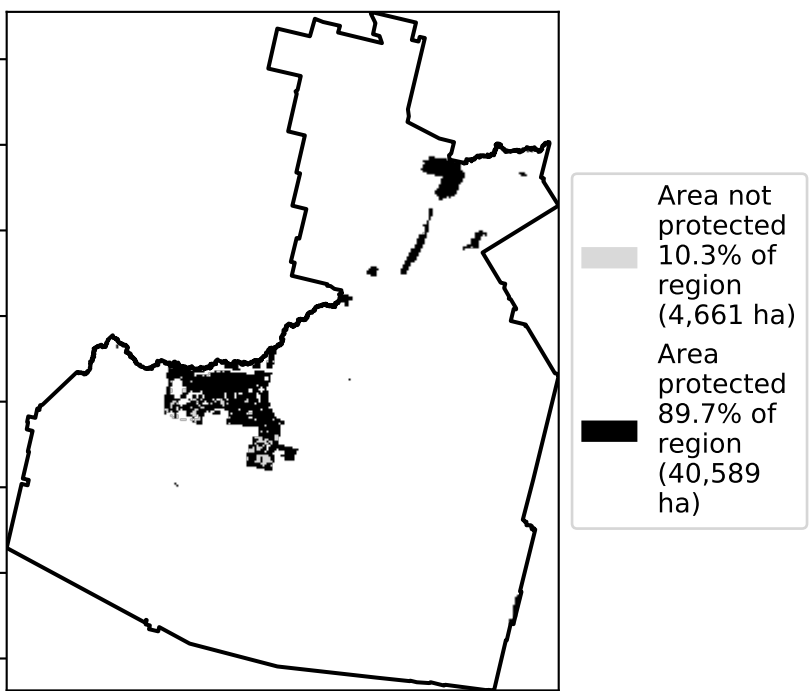 Area not
protected
10.3% of
region
(4,661 ha)
Area
protected
89.7% of
region
(40,589
ha)